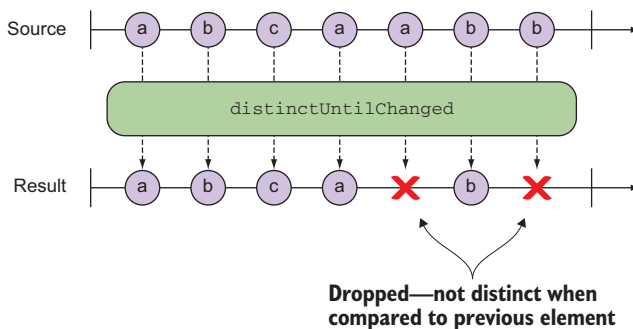 Source a b c a a b b
distinctUntilChanged
Result a b c a b
Dropped—not distinct when
compared to previous element